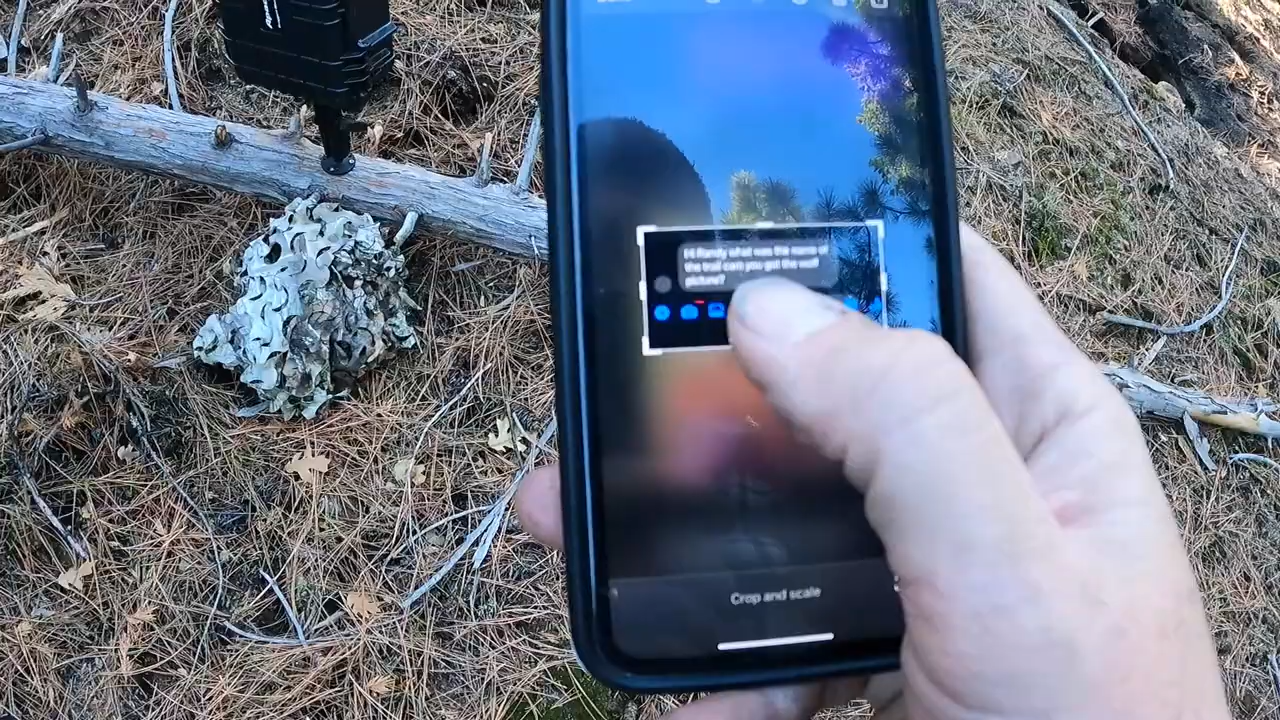 Hi Randy what was the name of
the trail cam you got the wolf
picture?
Crop and scale